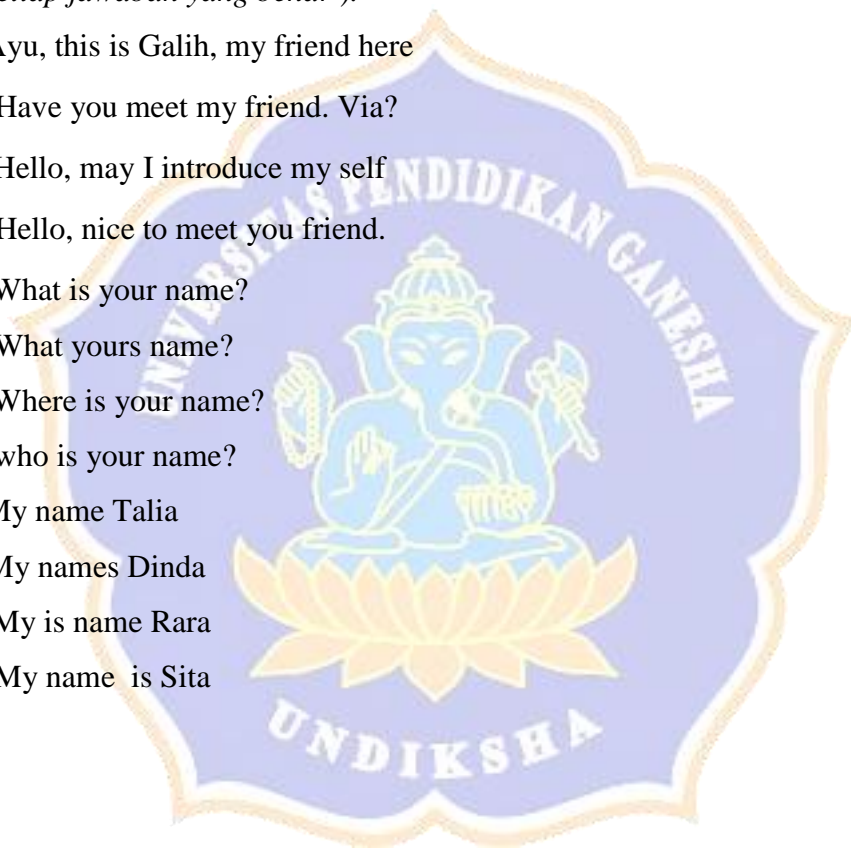 jawaban yang benar ).
Ayu, this is Galih, my friend here
Have you meet my friend. Via?
Hello, may I introduce my self
Hello, nice to meet you friend.
What is your name?
What yours name?
Where is your name?
who is your name?
My name Talia
My names Dinda
My is name Rara
My name is Sita
UNIVERSITAS PENDIDIKAN GANESHA
UNDIKSHA